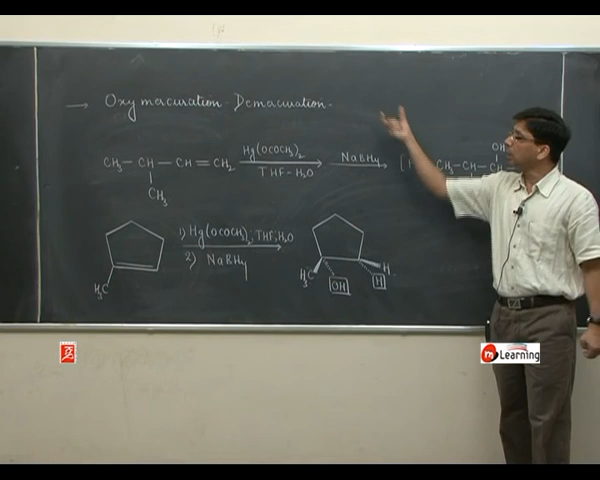 → Oxymercuration - Demercuration -
CH₃ - CH - CH = CH₂ Hg(OCOCH₃)₂ NaBH₄ CH₃ - CH - CH
CH₃ THF - H₂O OH
1) Hg(OCOCH₃)₂, THF, H₂O
2) NaBH₄
H₃C H₃C OH H H
m Learning